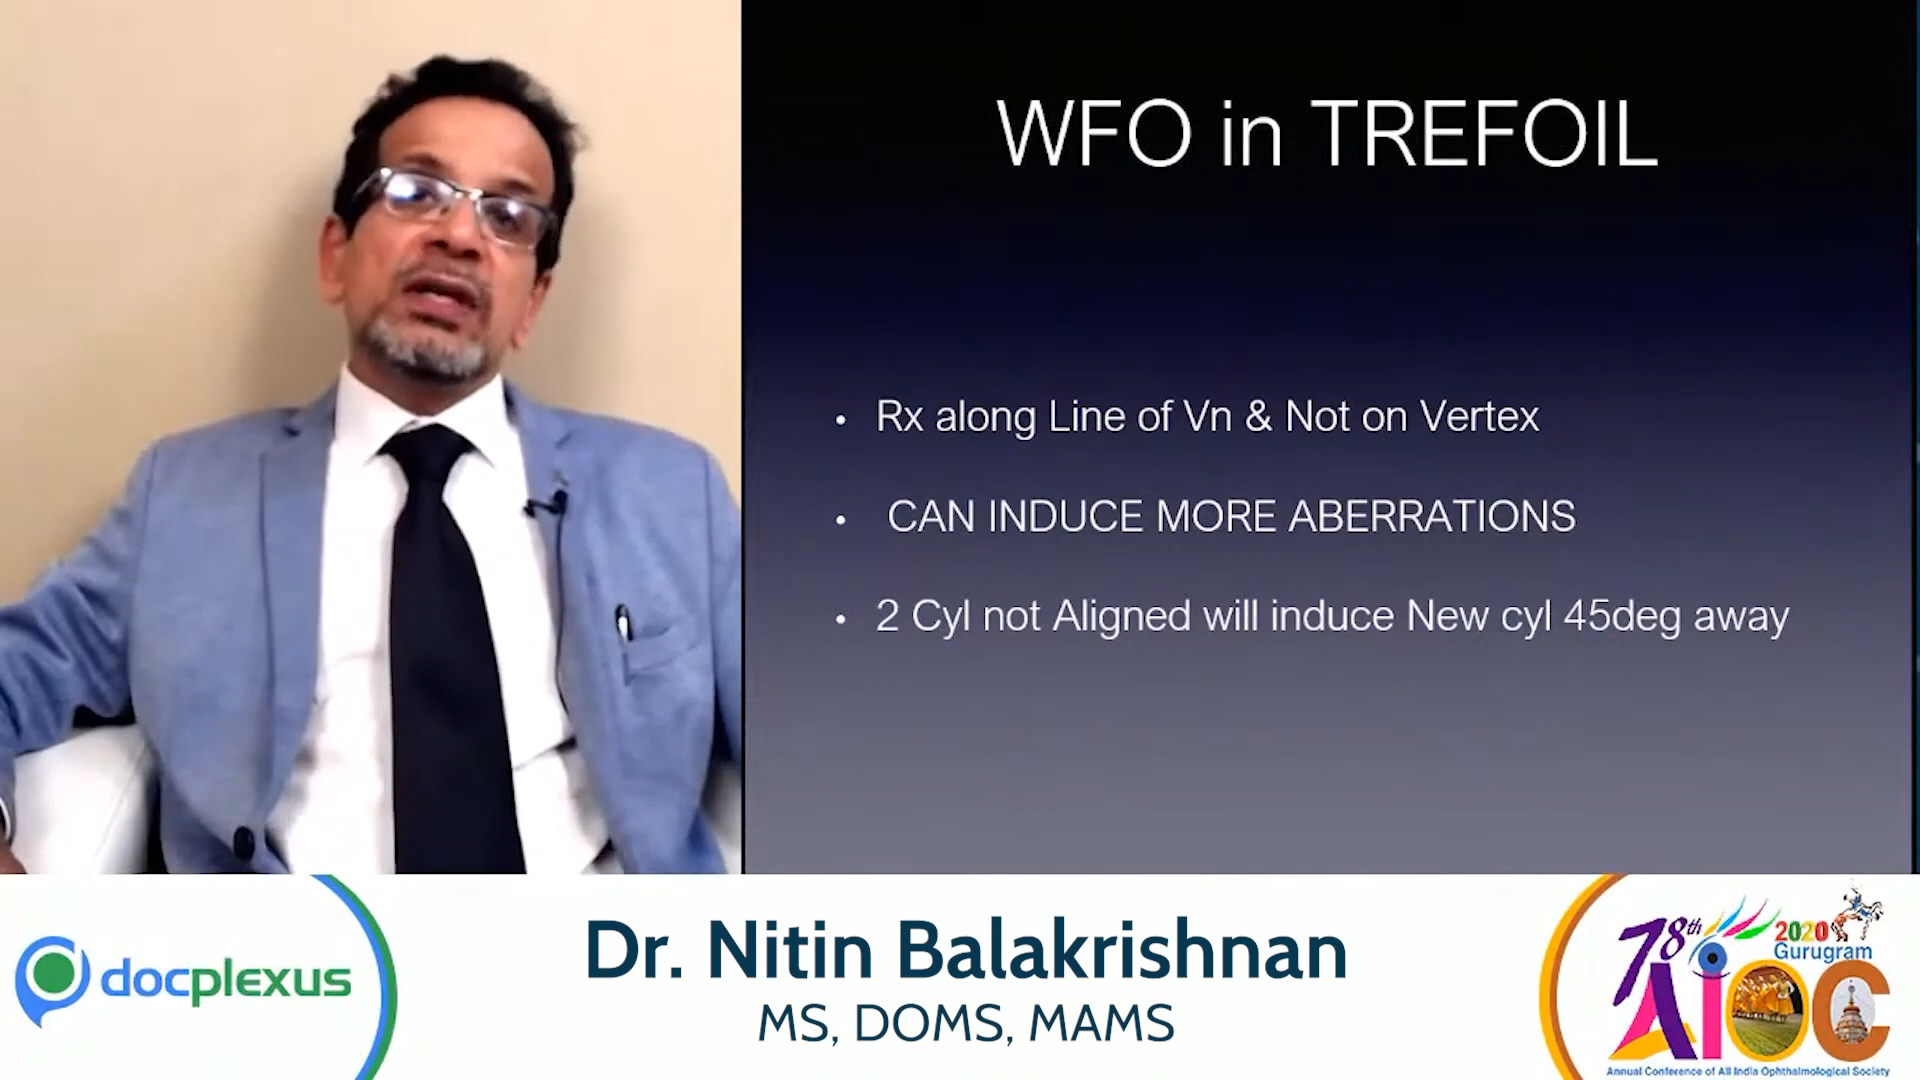 WFO in TREFOIL
• Rx along Line of Vn & Not on Vertex
• CAN INDUCE MORE ABERRATIONS
• 2 Cyl not Aligned will induce New cyl 45deg away
docplexus
Dr. Nitin Balakrishnan
MS, DOMS, MAMS
78th
2020
Gurugram
AIOC
Annual Conference of All India Ophthalmological Society